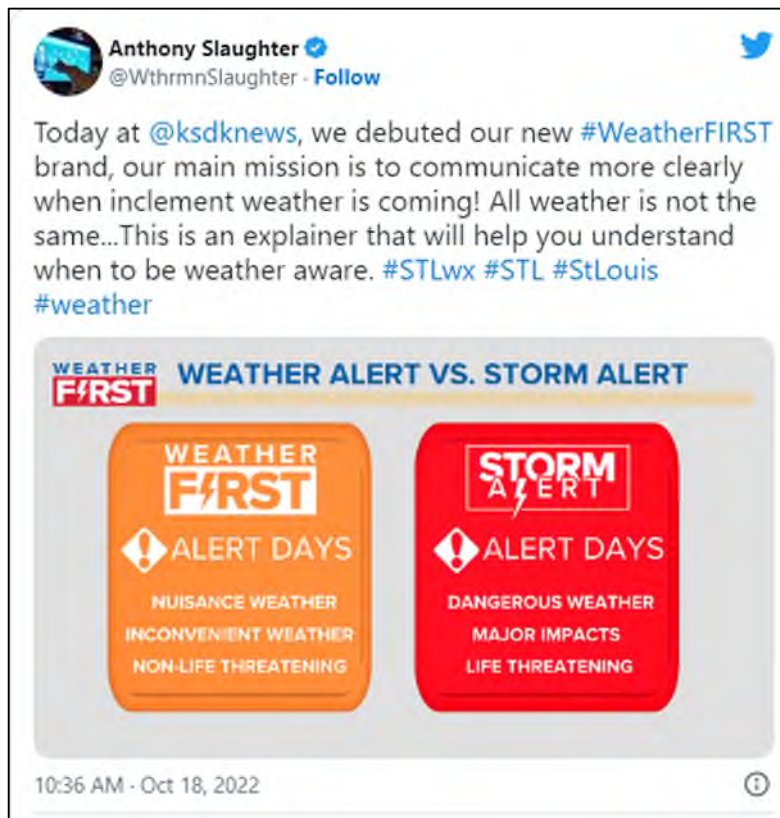 Anthony Slaughter
@WthrmnSlaughter · Follow
Today at @ksdknews, we debuted our new #WeatherFIRST
brand, our main mission is to communicate more clearly
when inclement weather is coming! All weather is not the
same...This is an explainer that will help you understand
when to be weather aware. #STLwx #STL #StLouis
#weather
WEATHER
FIRST
WEATHER ALERT VS. STORM ALERT
WEATHER
FIRST
ALERT DAYS
NUISANCE WEATHER
INCONVENIENT WEATHER
NON-LIFE THREATENING
STORM
ALERT
ALERT DAYS
DANGEROUS WEATHER
MAJOR IMPACTS
LIFE THREATENING
10:36 AM · Oct 18, 2022